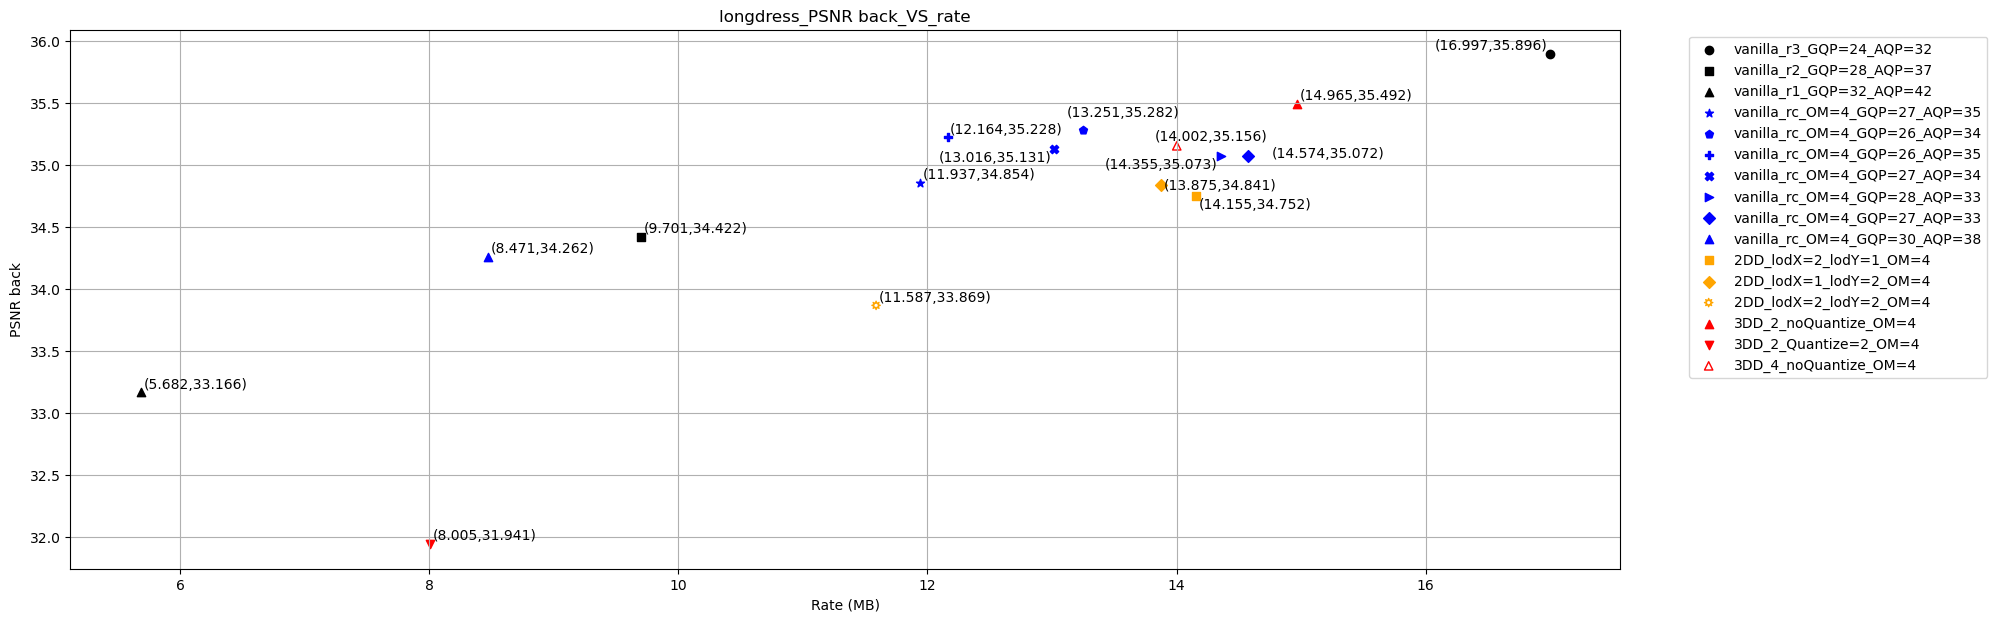 longdress_PSNR back_VS_rate
PSNR back
36.0
35.5
35.0
34.5
34.0
33.5
33.0
32.5
32.0
(16.997,35.896)
(14.965,35.492)
(13.251,35.282)
(12.164,35.228)
(14.002,35.156)
(13.016,35.131)
(14.355,35.073)
(14.574,35.072)
(11.937,34.854)
(13.875,34.841)
(14.155,34.752)
(9.701,34.422)
(8.471,34.262)
(11.587,33.869)
(5.682,33.166)
(8.005,31.941)
6 8 10 12 14 16
Rate (MB)
vanilla_r3_GQP=24_AQP=32
vanilla_r2_GQP=28_AQP=37
vanilla_r1_GQP=32_AQP=42
vanilla_rc_OM=4_GQP=27_AQP=35
vanilla_rc_OM=4_GQP=26_AQP=34
vanilla_rc_OM=4_GQP=26_AQP=35
vanilla_rc_OM=4_GQP=27_AQP=34
vanilla_rc_OM=4_GQP=28_AQP=33
vanilla_rc_OM=4_GQP=27_AQP=33
vanilla_rc_OM=4_GQP=30_AQP=38
2DD_lodX=2_lodY=1_OM=4
2DD_lodX=1_lodY=2_OM=4
2DD_lodX=2_lodY=2_OM=4
3DD_2_noQuantize_OM=4
3DD_2_Quantize=2_OM=4
3DD_4_noQuantize_OM=4